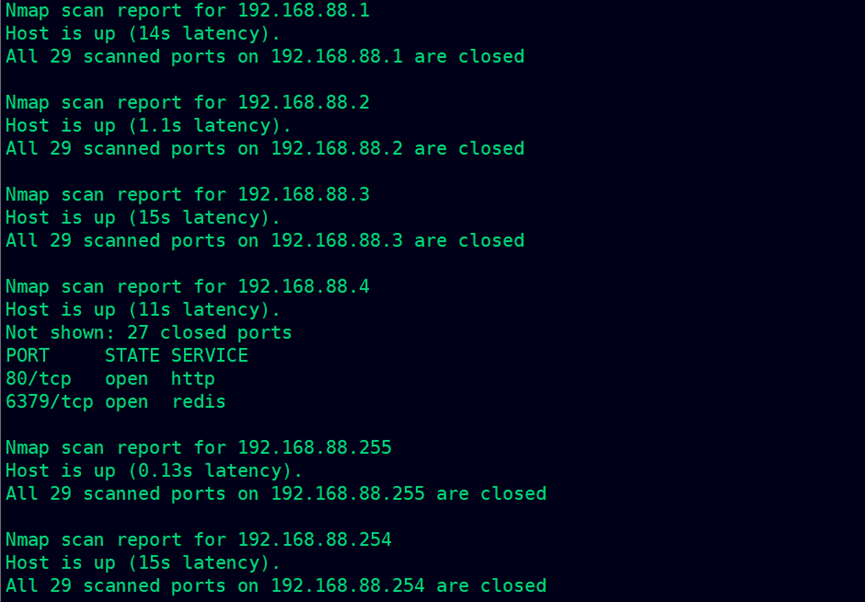 Nmap scan report for 192.168.88.1
Host is up (14s latency).
All 29 scanned ports on 192.168.88.1 are closed
Nmap scan report for 192.168.88.2
Host is up (1.1s latency).
All 29 scanned ports on 192.168.88.2 are closed
Nmap scan report for 192.168.88.3
Host is up (15s latency).
All 29 scanned ports on 192.168.88.3 are closed
Nmap scan report for 192.168.88.4
Host is up (11s latency).
Not shown: 27 closed ports
PORT     STATE SERVICE
80/tcp   open  http
6379/tcp open  redis
Nmap scan report for 192.168.88.255
Host is up (0.13s latency).
All 29 scanned ports on 192.168.88.255 are closed
Nmap scan report for 192.168.88.254
Host is up (15s latency).
All 29 scanned ports on 192.168.88.254 are closed